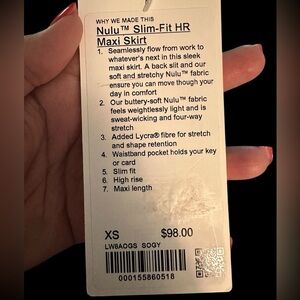 WHY WE MADE THIS
Nulu™ Slim-Fit HR
Maxi Skirt
1. Seamlessly flow from work to
whatever's next in this sleek
maxi skirt. A back slit and our
soft and stretchy Nulu™ fabric
ensure you can move though your
day in comfort
2. Our buttery-soft Nulu™ fabric
feels weightlessly light and is
sweat-wicking and four-way
stretch
3. Added Lycra® fibre for stretch
and shape retention
4. Waistband pocket holds your key
or card
5. Slim fit
6. High rise
7. Maxi length
XS $98.00
LW8AOGS SOGY
000155860518